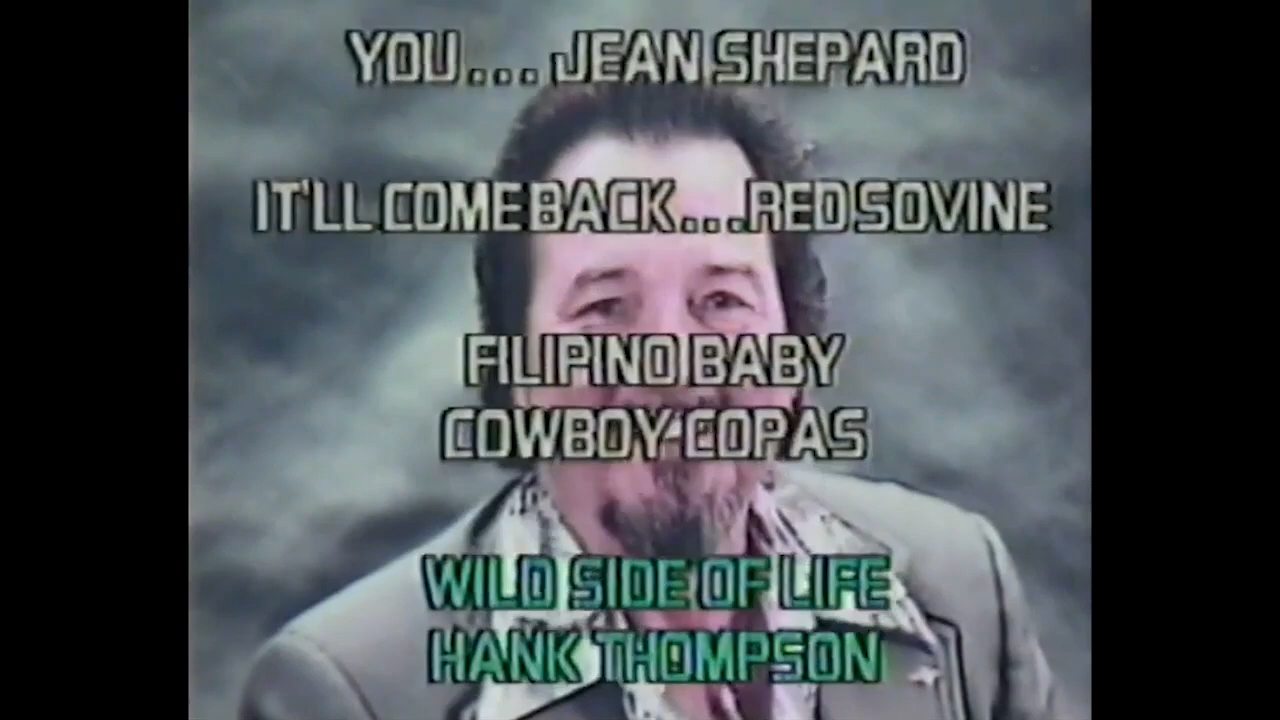 YOU... JEAN SHEPARD
IT'LL COME BACK...RED SOVINE
FILIPINO BABY
COWBOY COPAS
WILD SIDE OF LIFE
HANK THOMPSON